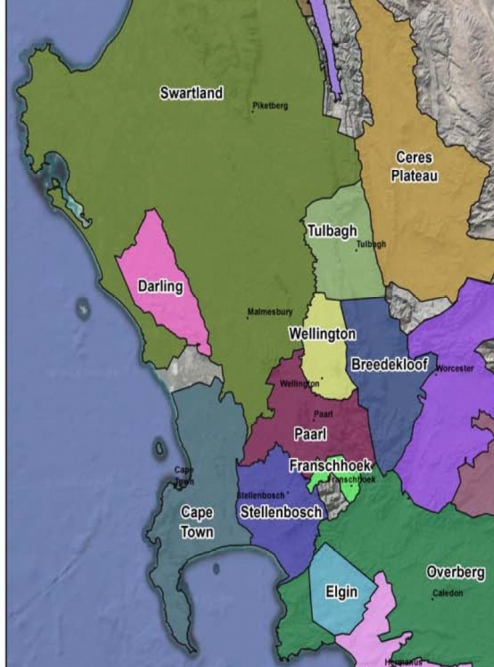 Swartland
Piketberg
Ceres
Plateau
Tulbagh
Tulbagh
Darling
Malmesbury
Wellington
Breedekloof
Worcester
Wellington
Paarl
Paarl
Franschhoek
Franschhoek
Cape
Town
Stellenbosch
Stellenbosch
Cape
Town
Overberg
Elgin
Caledon
Hermanus